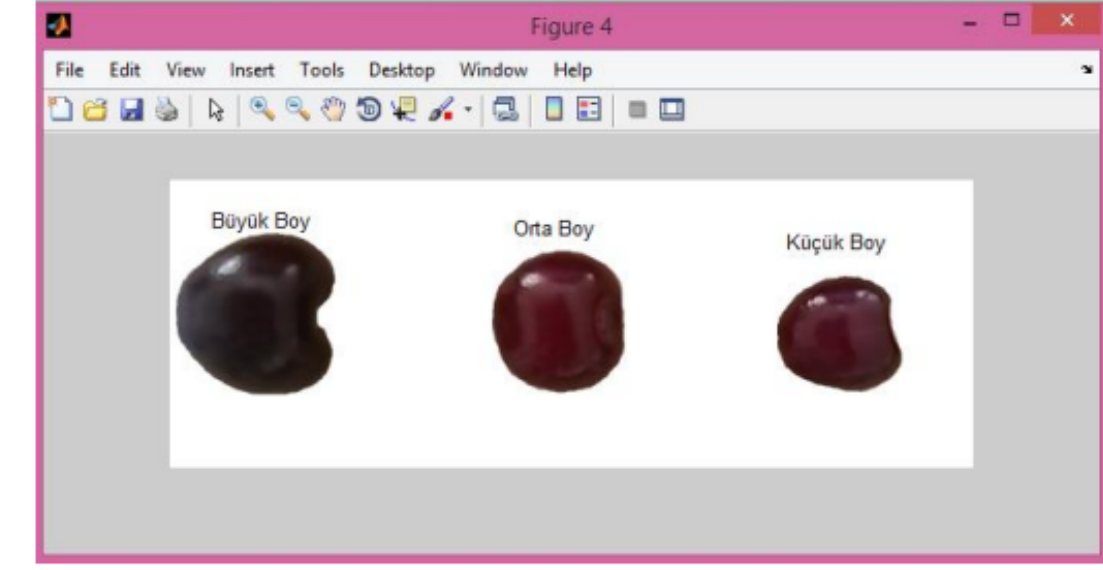 Figure 4
File Edit View Insert Tools Desktop Window Help
Büyük Boy
Orta Boy
Küçük Boy